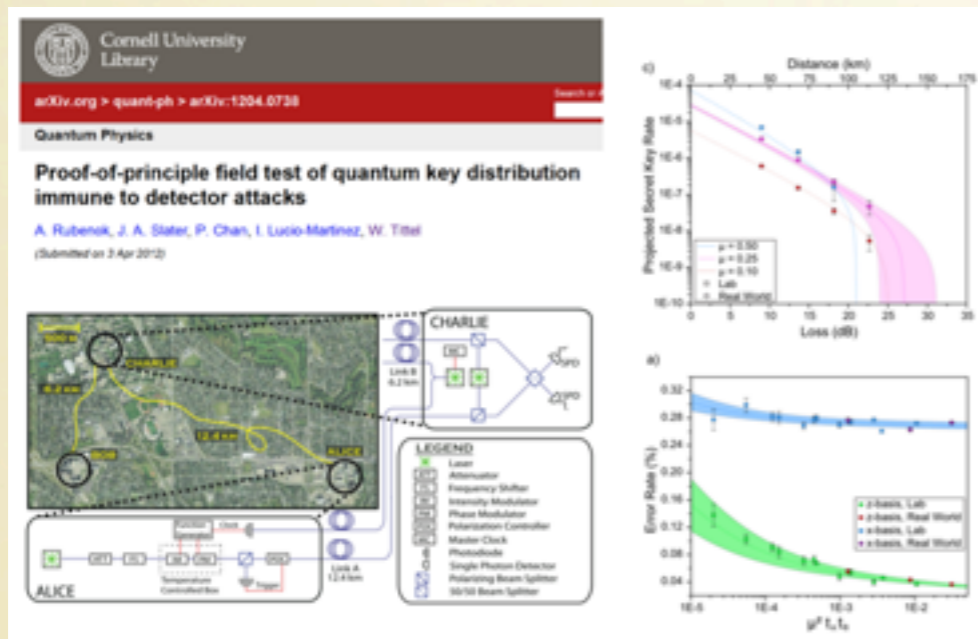 Cornell University
Library
arXiv.org > quant-ph > arXiv:1204.0738
Search or
Quantum Physics
Proof-of-principle field test of quantum key distribution
immune to detector attacks
A. Rubenok, J. A. Slater, P. Chan, I. Lucio-Martinez, W. Tittel
(Submitted on 3 Apr 2012)
CHARLIE
6.2 km
BOB
12.4 km
ALICE
CHARLIE
Link B
6.2 km
MC
SPD
SPD
LEGEND
Laser
Attenuator
Frequency Shifter
Intensity Modulator
Phase Modulator
Polarization Controller
Master Clock
Photodiode
Single Photon Detector
Polarizing Beam Splitter
50/50 Beam Splitter
Function
Generator
Clock
ATT
Temperature
Controlled Box
Trigger
ALICE
Link A
12.4 km
c)
Distance (km)
0 25 50 75 100 125 150 175
Projected Secret Key Rate
1E-4
1E-5
1E-6
1E-7
1E-8
1E-9
1E-10
μ = 0.50
μ = 0.25
μ = 0.10
Lab
Real World
0 5 10 15 20 25 30 35
Loss (dB)
a)
Error Rate (%)
0.32
0.28
0.24
0.16
0.12
0.08
0.04
z-basis, Lab
z-basis, Real World
x-basis, Lab
x-basis, Real World
1E-5 1E-4 1E-3 1E-2